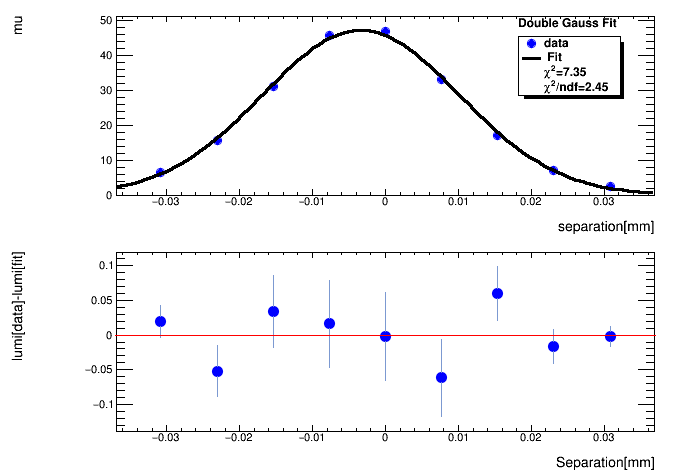 mu
50
40
30
20
10
0
Double Gauss Fit
data
Fit
χ²=7.35
χ²/ndf=2.45
−0.03 −0.02 −0.01 0 0.01 0.02 0.03
separation[mm]
lumi[data]-lumi[fit]
0.1
0.05
0
−0.05
−0.1
−0.03 −0.02 −0.01 0 0.01 0.02 0.03
Separation[mm]